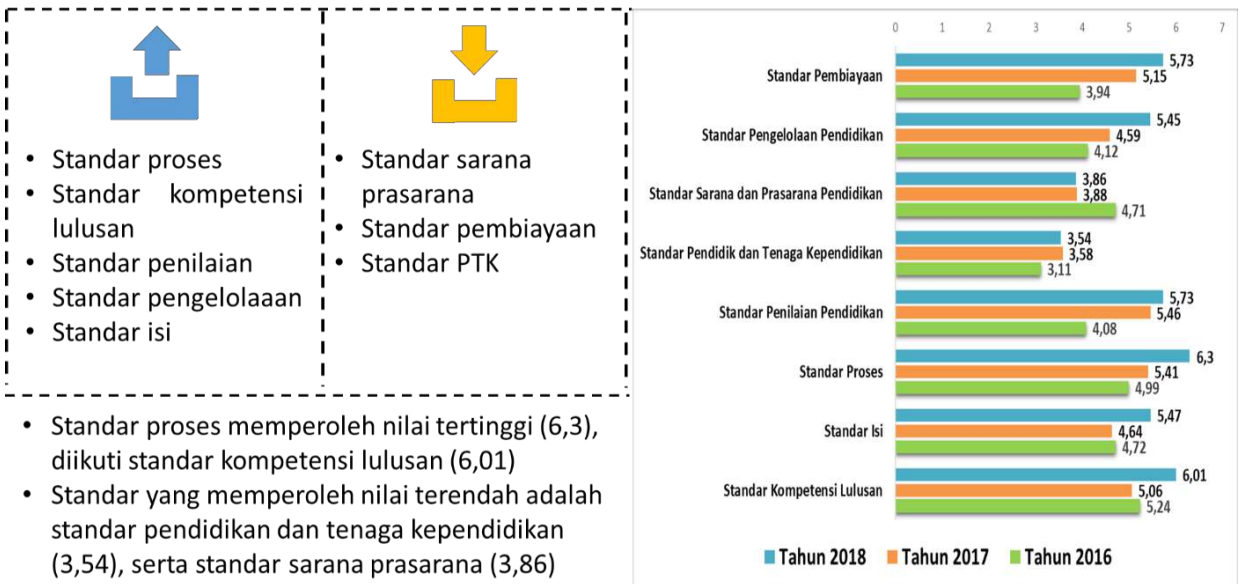 • Standar proses
• Standar kompetensi
lulusan
• Standar penilaian
• Standar pengelolaaan
• Standar isi
• Standar sarana
prasarana
• Standar pembiayaan
• Standar PTK
• Standar proses memperoleh nilai tertinggi (6,3),
diikuti standar kompetensi lulusan (6,01)
• Standar yang memperoleh nilai terendah adalah
standar pendidikan dan tenaga kependidikan
(3,54), serta standar sarana prasarana (3,86)
0 1 2 3 4 5 6 7
Standar Pembiayaan
5,73
5,15
3,94
Standar Pengelolaan Pendidikan
5,45
4,59
4,12
Standar Sarana dan Prasarana Pendidikan
3,86
3,88
4,71
Standar Pendidik dan Tenaga Kependidikan
3,54
3,58
3,11
Standar Penilaian Pendidikan
5,73
5,46
4,08
Standar Proses
6,3
5,41
4,99
Standar Isi
5,47
4,64
4,72
Standar Kompetensi Lulusan
6,01
5,06
5,24
Tahun 2018 Tahun 2017 Tahun 2016